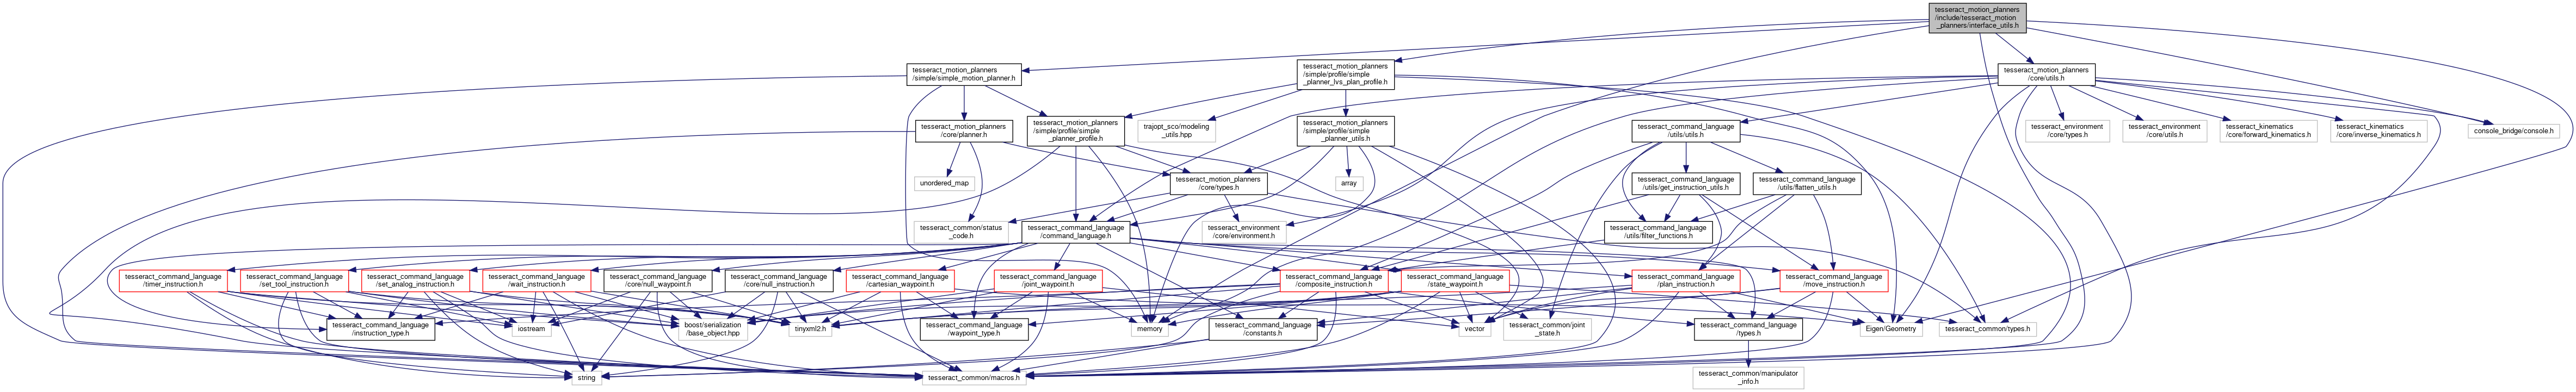 tesseract_motion_planners
/include/tesseract_motion
_planners/interface_utils.h
tesseract_motion_planners
/simple/simple_motion_planner.h
tesseract_motion_planners
/simple/profile/simple
_planner_lvs_plan_profile.h
tesseract_motion_planners
/core/utils.h
tesseract_motion_planners
/core/planner.h
tesseract_motion_planners
/simple/profile/simple
_planner_profile.h
trajopt_sco/modeling
_utils.hpp
tesseract_motion_planners
/simple/profile/simple
_planner_utils.h
tesseract_command_language
/utils/utils.h
tesseract_environment
/core/types.h
tesseract_environment
/core/utils.h
tesseract_kinematics
/core/forward_kinematics.h
tesseract_kinematics
/core/inverse_kinematics.h
console_bridge/console.h
unordered_map
tesseract_motion_planners
/core/types.h
array
tesseract_command_language
/utils/get_instruction_utils.h
tesseract_command_language
/utils/flatten_utils.h
tesseract_common/status
_code.h
tesseract_command_language
/command_language.h
tesseract_environment
/core/environment.h
tesseract_command_language
/utils/filter_functions.h
tesseract_command_language
/timer_instruction.h
tesseract_command_language
/set_tool_instruction.h
tesseract_command_language
/set_analog_instruction.h
tesseract_command_language
/wait_instruction.h
tesseract_command_language
/core/null_waypoint.h
tesseract_command_language
/core/null_instruction.h
tesseract_command_language
/cartesian_waypoint.h
tesseract_command_language
/joint_waypoint.h
tesseract_command_language
/composite_instruction.h
tesseract_command_language
/state_waypoint.h
tesseract_command_language
/plan_instruction.h
tesseract_command_language
/move_instruction.h
tesseract_command_language
/instruction_type.h
iostream
boost/serialization
/base_object.hpp
tinyxml2.h
tesseract_command_language
/waypoint_type.h
memory
tesseract_command_language
/constants.h
vector
tesseract_common/joint
_state.h
tesseract_command_language
/types.h
Eigen/Geometry
tesseract_common/types.h
string
tesseract_common/macros.h
tesseract_common/manipulator
_info.h